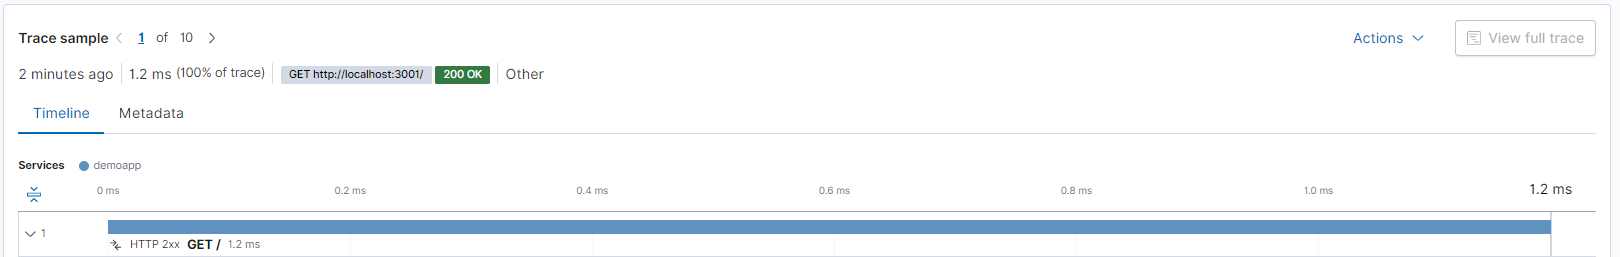 Trace sample 1 of 10 Actions View full trace
2 minutes ago 1.2 ms (100% of trace) GET http://localhost:3001/ 200 OK Other
Timeline Metadata
Services demoapp
0 ms 0.2 ms 0.4 ms 0.6 ms 0.8 ms 1.0 ms 1.2 ms
1
HTTP 2xx GET / 1.2 ms